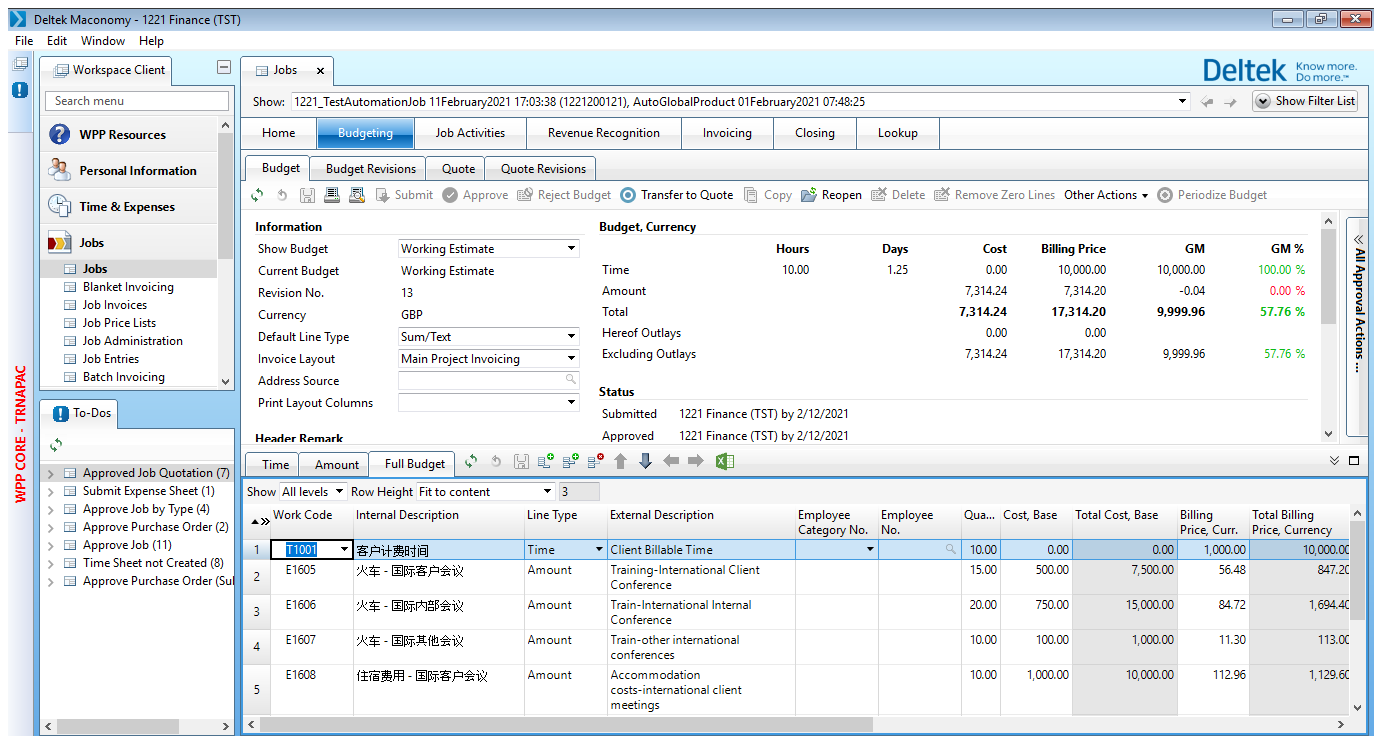 Deltek Maconomy - 1221 Finance (TST)
File Edit Window Help
Workspace Client
Search menu
WPP Resources
Personal Information
Time & Expenses
Jobs
Jobs
Blanket Invoicing
Job Invoices
Job Price Lists
Job Administration
Job Entries
Batch Invoicing
WPP CORE - TRNAPAC
To-Dos
Approved Job Quotation (7)
Submit Expense Sheet (1)
Approve Job by Type (4)
Approve Purchase Order (2)
Approve Job (11)
Time Sheet not Created (8)
Approve Purchase Order (Sul
Jobs
Deltek Know more. Do more.™
Show: 1221_TestAutomationJob 11February2021 17:03:38 (1221200121), AutoGlobalProduct 01February2021 07:48:25 Show Filter List
Home Budgeting Job Activities Revenue Recognition Invoicing Closing Lookup
Budget Budget Revisions Quote Quote Revisions
Submit Approve Reject Budget Transfer to Quote Copy Reopen Delete Remove Zero Lines Other Actions Periodize Budget
Information
Show Budget Working Estimate
Current Budget Working Estimate
Revision No. 13
Currency GBP
Default Line Type Sum/Text
Invoice Layout Main Project Invoicing
Address Source
Print Layout Columns
Header Remark
Budget, Currency
Hours Days Cost Billing Price GM GM %
Time 10.00 1.25 0.00 10,000.00 10,000.00 100.00 %
Amount 7,314.24 7,314.20 -0.04 0.00 %
Total 7,314.24 17,314.20 9,999.96 57.76 %
Hereof Outlays 0.00 0.00
Excluding Outlays 7,314.24 17,314.20 9,999.96 57.76 %
Status
Submitted 1221 Finance (TST) by 2/12/2021
Approved 1221 Finance (TST) by 2/12/2021
All Approval Actions ...
Time Amount Full Budget
Show All levels Row Height Fit to content 3
Work Code Internal Description Line Type External Description Employee Category No. Employee No. Qua... Cost, Base Total Cost, Base Billing Price, Curr. Total Billing Price, Currency
1 T1001 客户计费时间 Time Client Billable Time 10.00 0.00 0.00 1,000.00 10,000.00
2 E1605 火车 - 国际客户会议 Amount Training-International Client Conference 15.00 500.00 7,500.00 56.48 847.20
3 E1606 火车 - 国际内部会议 Amount Train-International Internal Conference 20.00 750.00 15,000.00 84.72 1,694.40
4 E1607 火车 - 国际其他会议 Amount Train-other international conferences 10.00 100.00 1,000.00 11.30 113.00
5 E1608 住宿费用 - 国际客户会议 Amount Accommodation costs-international client meetings 10.00 1,000.00 10,000.00 112.96 1,129.60